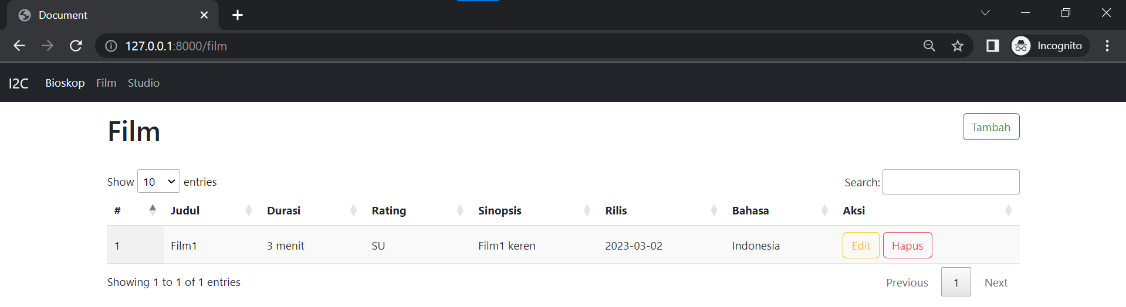 Document
127.0.0.1:8000/film
Incognito
I2C Bioskop Film Studio
Film
Tambah
Show 10 entries
Search:
# Judul Durasi Rating Sinopsis Rilis Bahasa Aksi
1 Film1 3 menit SU Film1 keren 2023-03-02 Indonesia Edit Hapus
Showing 1 to 1 of 1 entries
Previous 1 Next